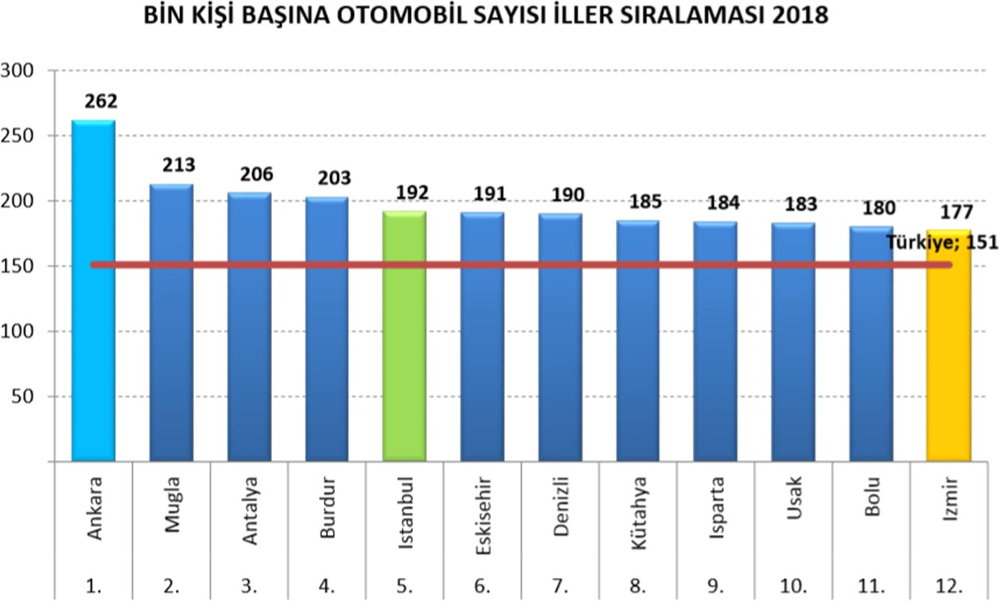 BİN KİŞİ BAŞINA OTOMOBİL SAYISI İLLER SIRALAMASI 2018
300
250
200
150
100
50
262
213
206
203
192
191
190
185
184
183
180
177
Türkiye; 151
Ankara
Mugla
Antalya
Burdur
Istanbul
Eskisehir
Denizli
Kütahya
Isparta
Usak
Bolu
Izmir
1.
2.
3.
4.
5.
6.
7.
8.
9.
10.
11.
12.